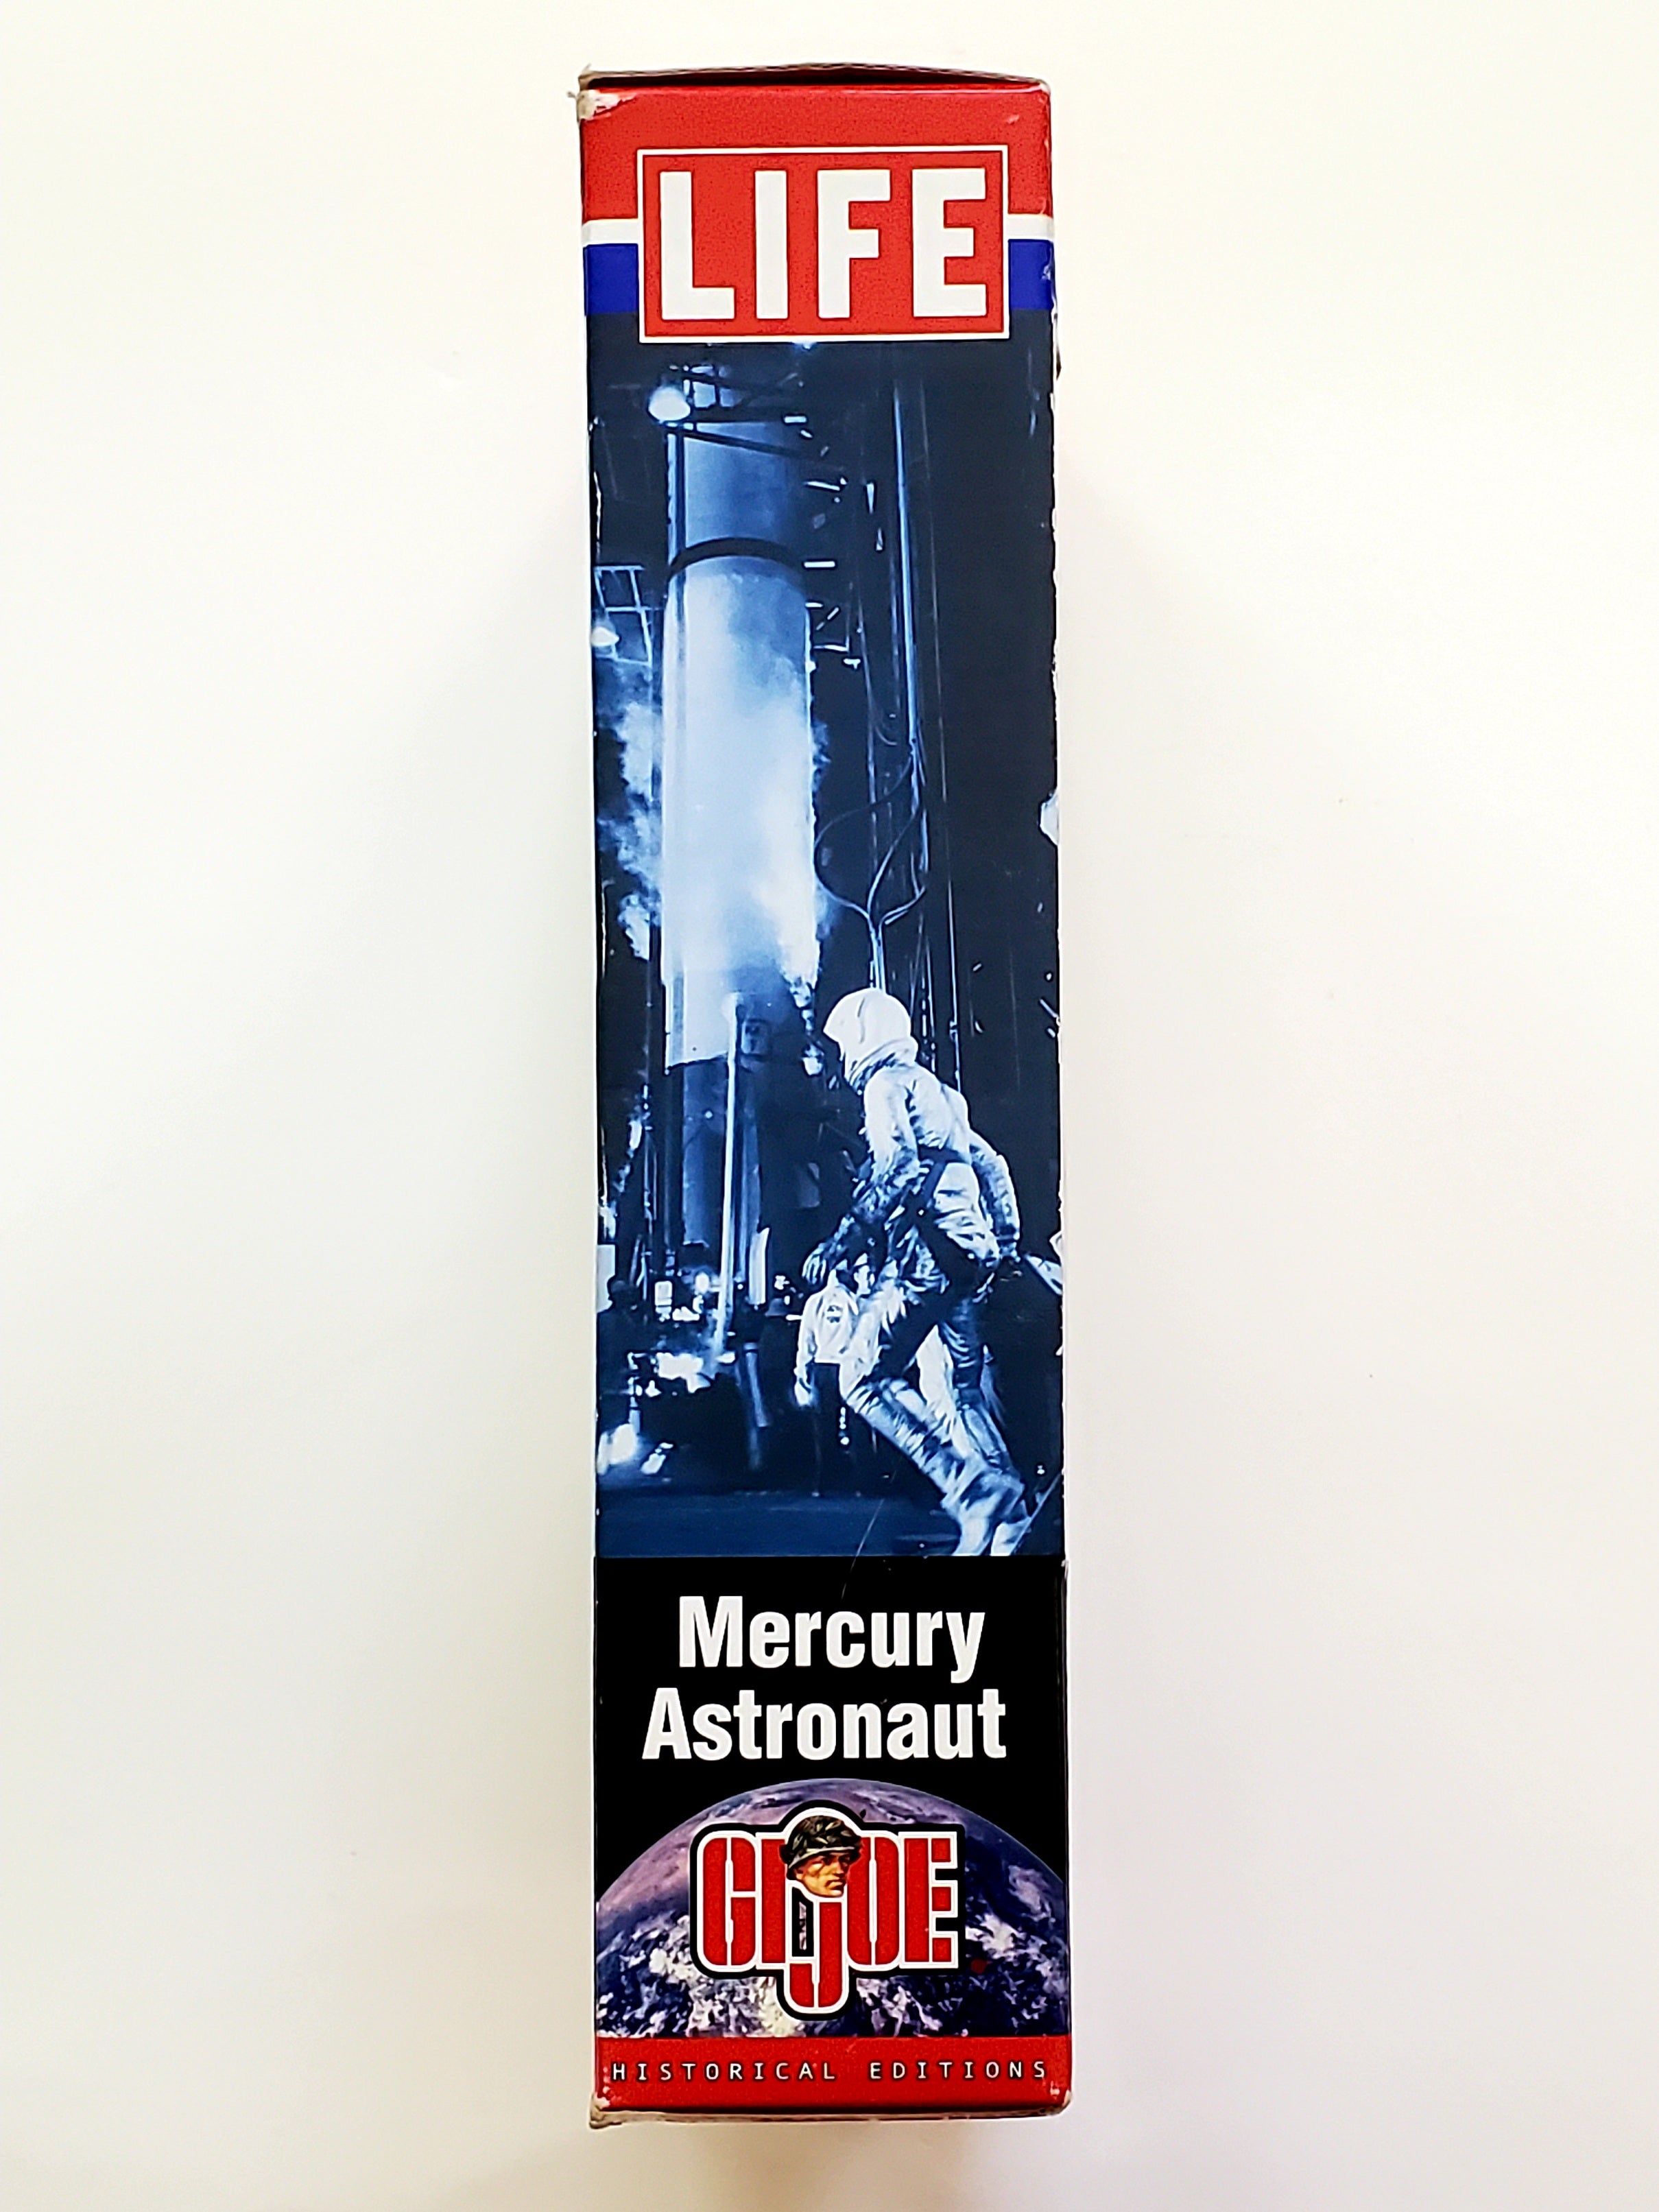 LIFE
Mercury
Astronaut
GI JOE
HISTORICAL EDITIONS